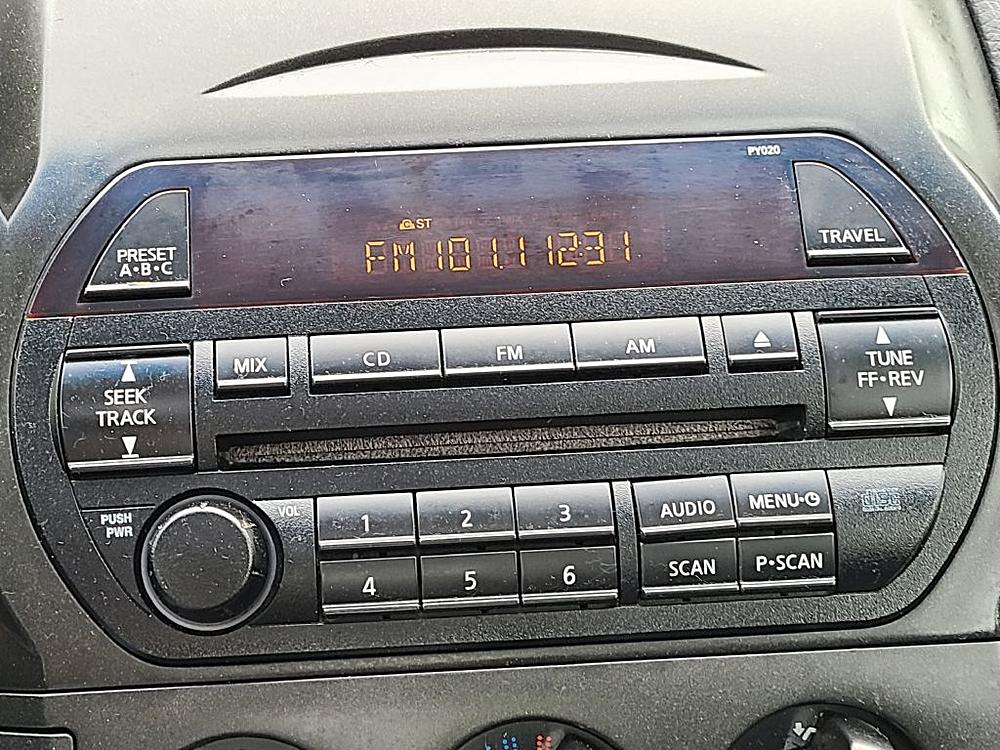 PY020
PRESET
A•B•C
ST
FM 101.1 12:31
TRAVEL
MIX
CD
FM
AM
SEEK
TRACK
TUNE
FF•REV
PUSH
PWR
VOL
1
2
3
AUDIO
MENU•
disc
4
5
6
SCAN
P•SCAN